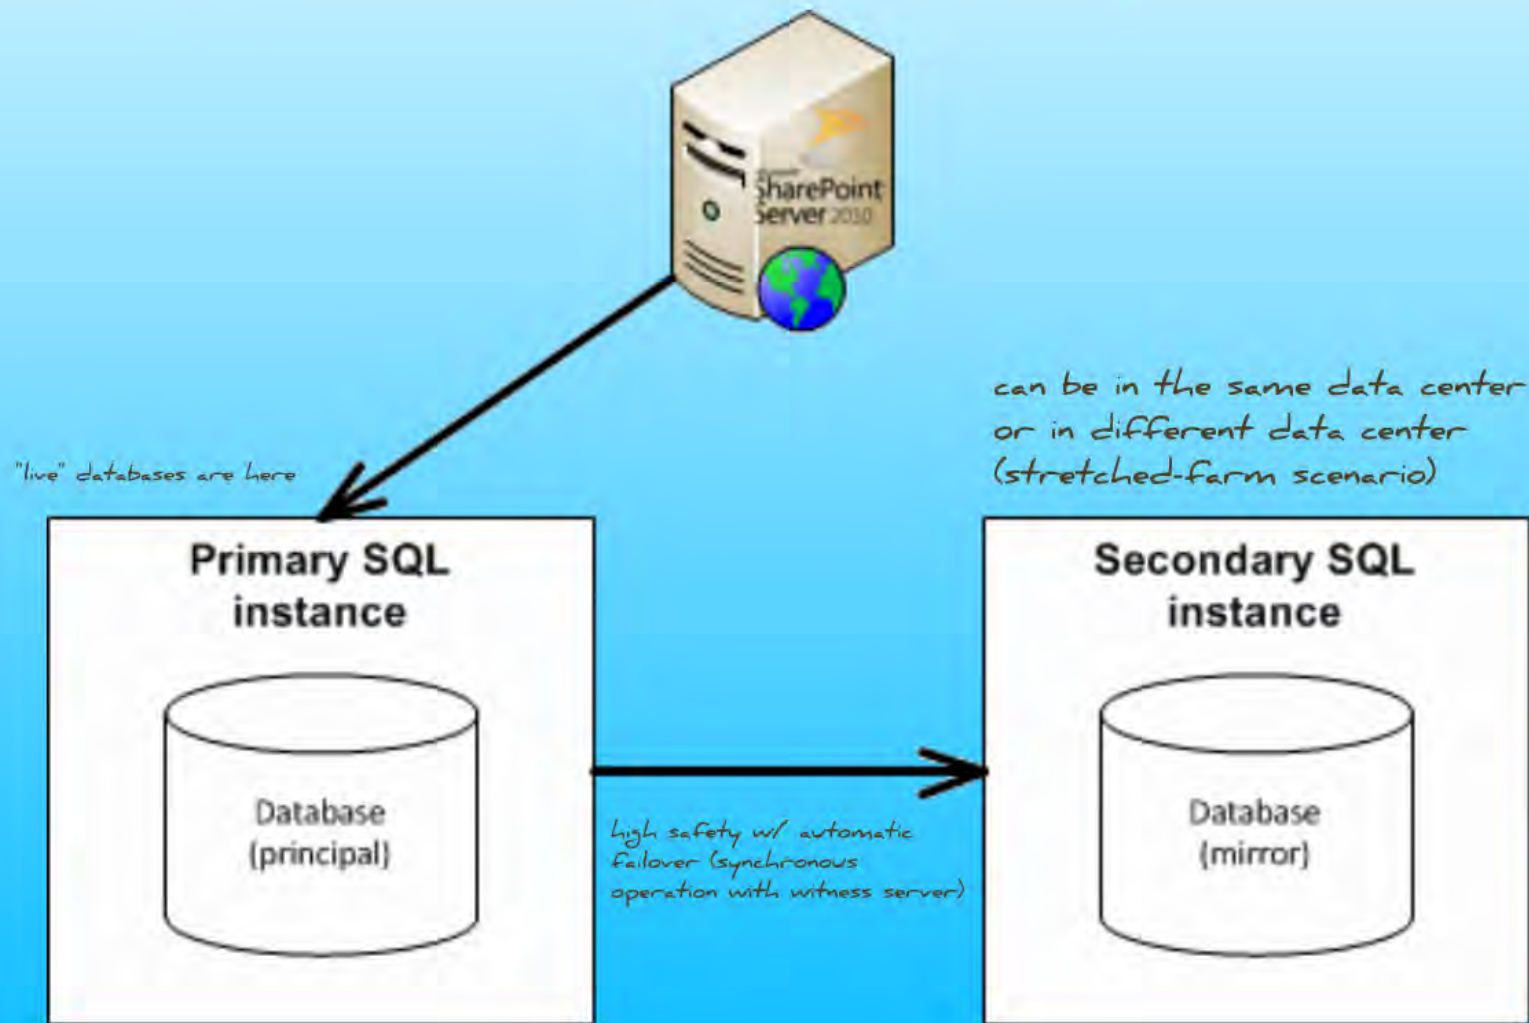 SharePoint
Server 2010
can be in the same data center
or in different data center
(stretched-farm scenario)
"live" databases are here
Primary SQL
instance
Secondary SQL
instance
Database
(principal)
Database
(mirror)
high safety w/ automatic
failover (synchronous
operation with witness server)